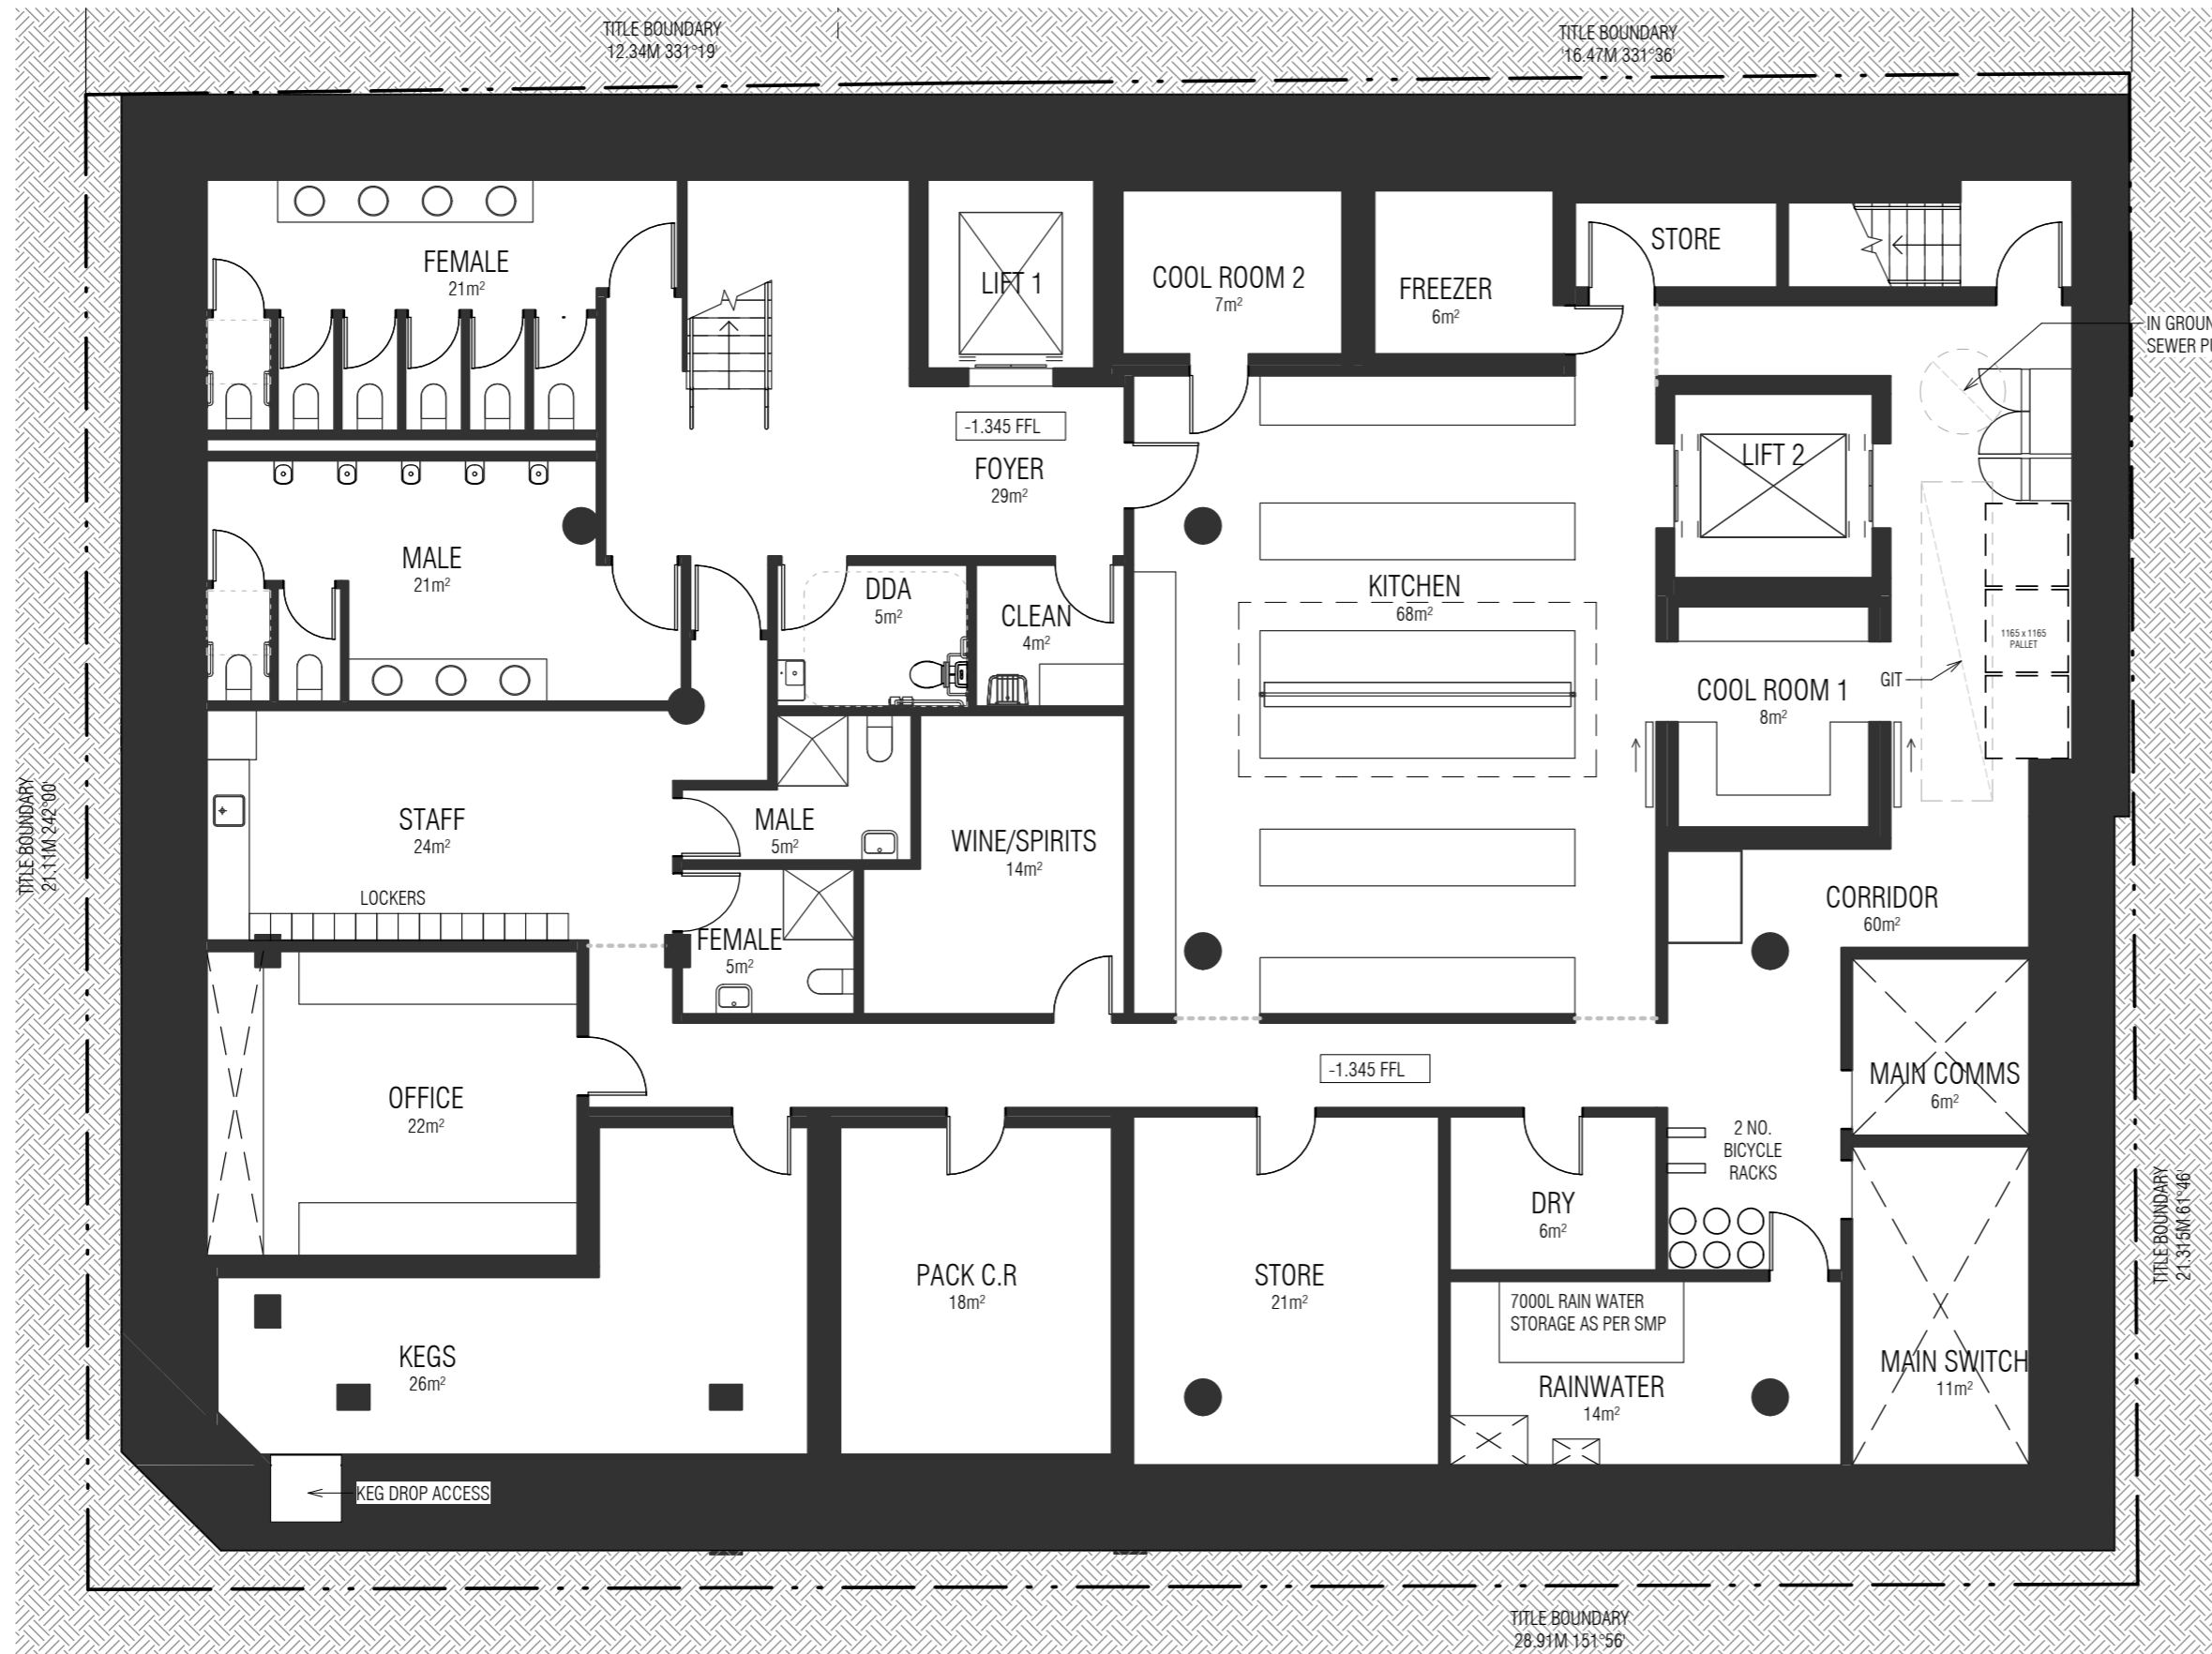 TITLE BOUNDARY
12.34M 331°19'
TITLE BOUNDARY
16.47M 331°36'
FEMALE
21m²
LIFT 1
COOL ROOM 2
7m²
FREEZER
6m²
STORE
IN GROUN
SEWER PU
-1.345 FFL
FOYER
29m²
LIFT 2
MALE
21m²
DDA
5m²
CLEAN
4m²
KITCHEN
68m²
1165 x 1165
PALLET
GIT
COOL ROOM 1
8m²
TITLE BOUNDARY
21.11M 242°00'
STAFF
24m²
MALE
5m²
WINE/SPIRITS
14m²
LOCKERS
CORRIDOR
60m²
FEMALE
5m²
-1.345 FFL
MAIN COMMS
6m²
OFFICE
22m²
2 NO.
BICYCLE
RACKS
DRY
6m²
TITLE BOUNDARY
21.315M 61°46'
PACK C.R
18m²
STORE
21m²
7000L RAIN WATER
STORAGE AS PER SMP
KEGS
26m²
RAINWATER
14m²
MAIN SWITCH
11m²
KEG DROP ACCESS
TITLE BOUNDARY
28.91M 151°56'